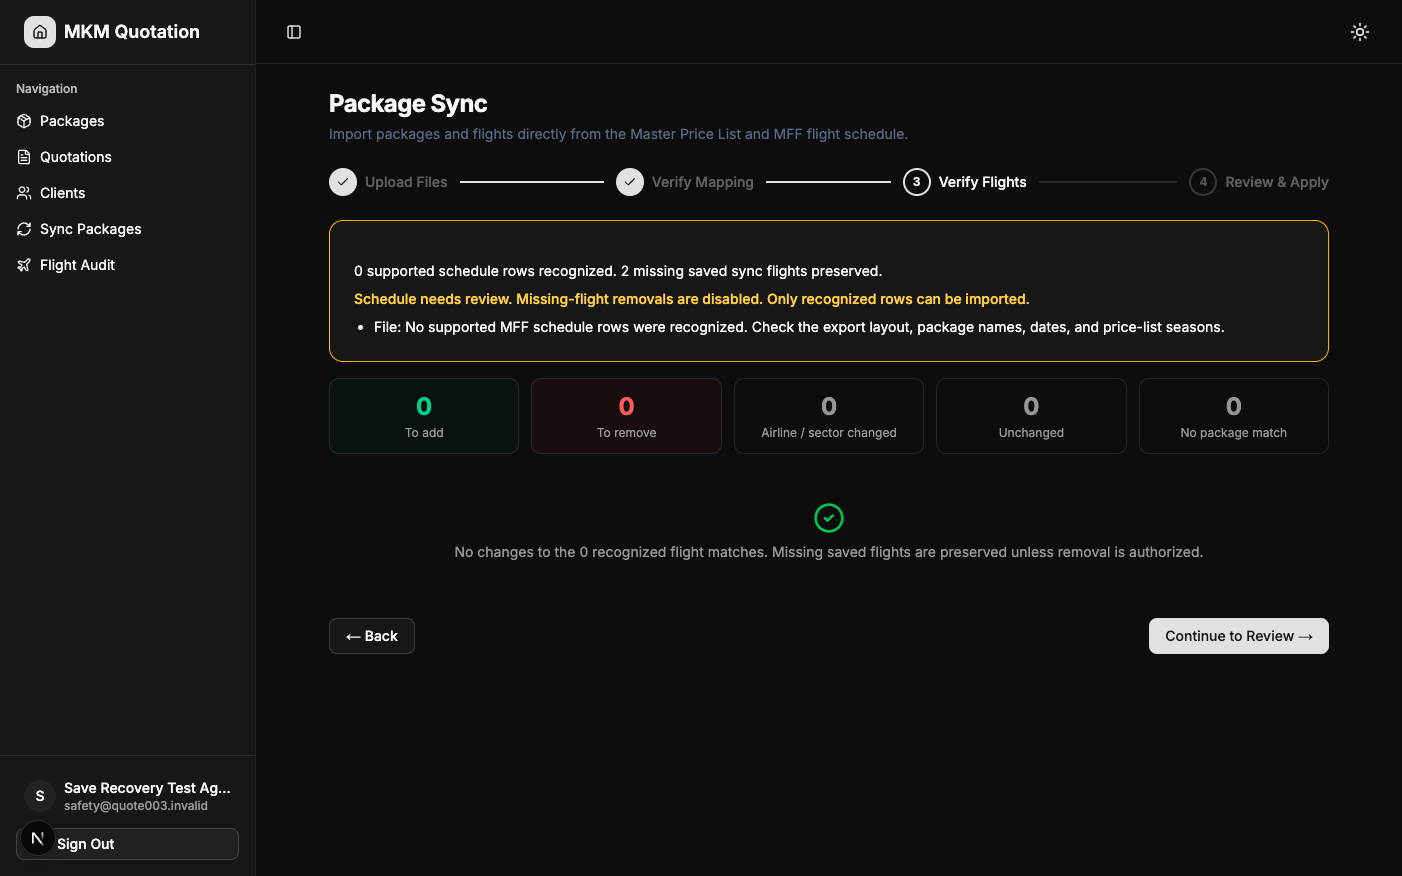 MKM Quotation
Navigation
Packages
Quotations
Clients
Sync Packages
Flight Audit
Save Recovery Test Ag...
S
safety@quote003.invalid
N
Sign Out
Package Sync
Import packages and flights directly from the Master Price List and MFF flight schedule.
Upload Files
Verify Mapping
3 Verify Flights
4 Review & Apply
0 supported schedule rows recognized. 2 missing saved sync flights preserved.
Schedule needs review. Missing-flight removals are disabled. Only recognized rows can be imported.
• File: No supported MFF schedule rows were recognized. Check the export layout, package names, dates, and price-list seasons.
0
To add
0
To remove
0
Airline / sector changed
0
Unchanged
0
No package match
No changes to the 0 recognized flight matches. Missing saved flights are preserved unless removal is authorized.
← Back
Continue to Review →